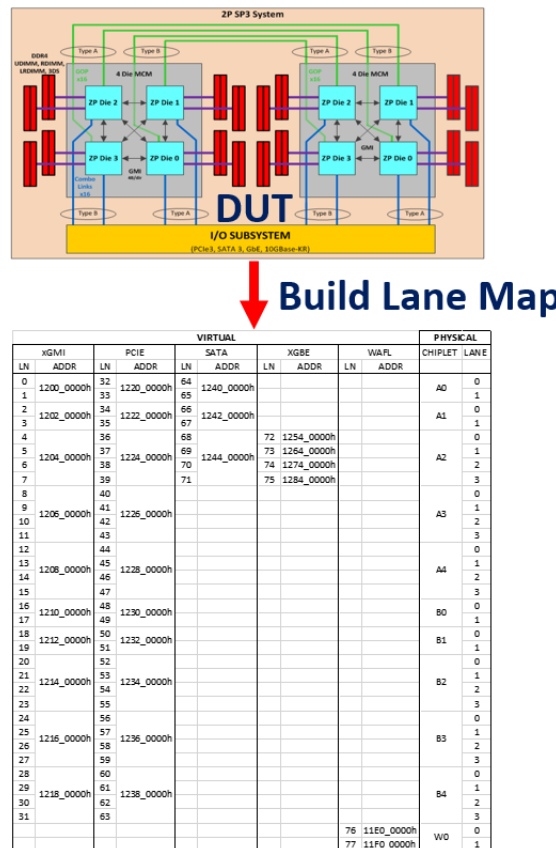 2P SP3 System
DDR4
UDIMM, RDIMM,
LRDIMM, 3DS
Type A
Type B
Type B
Type A
GOP
x16
4 Die MCM
4 Die MCM
ZP Die 2
ZP Die 1
ZP Die 2
ZP Die 1
ZP Die 3
ZP Die 0
ZP Die 3
ZP Die 0
GMI
GMI
Combo
Links
x16
Type B
Type A
DUT
Type B
Type A
I/O SUBSYSTEM
(PCIe3, SATA 3, GbE, 10GBase-KR)
Build Lane Map
VIRTUAL PHYSICAL
xGMI PCIE SATA XGBE WAFL CHIPLET LANE
LN ADDR LN ADDR LN ADDR LN ADDR LN ADDR
0 1200_0000h 32 1220_0000h 64 1240_0000h A0 0
1 33 65 1
2 1202_0000h 34 1222_0000h 66 1242_0000h A1 0
3 35 67 1
4 36 68 72 1254_0000h 0
5 1204_0000h 37 1224_0000h 69 1244_0000h 73 1264_0000h A2 1
6 38 70 74 1274_0000h 2
7 39 71 75 1284_0000h 3
8 40 0
9 1206_0000h 41 1226_0000h A3 1
10 42 2
11 43 3
12 44 0
13 1208_0000h 45 1228_0000h A4 1
14 46 2
15 47 3
16 1210_0000h 48 1230_0000h B0 0
17 49 1
18 1212_0000h 50 1232_0000h B1 0
19 51 1
20 52 0
21 1214_0000h 53 1234_0000h B2 1
22 54 2
23 55 3
24 56 0
25 1216_0000h 57 1236_0000h B3 1
26 58 2
27 59 3
28 60 0
29 1218_0000h 61 1238_0000h B4 1
30 62 2
31 63 3
76 11E0_0000h W0 0
77 11F0_0000h 1